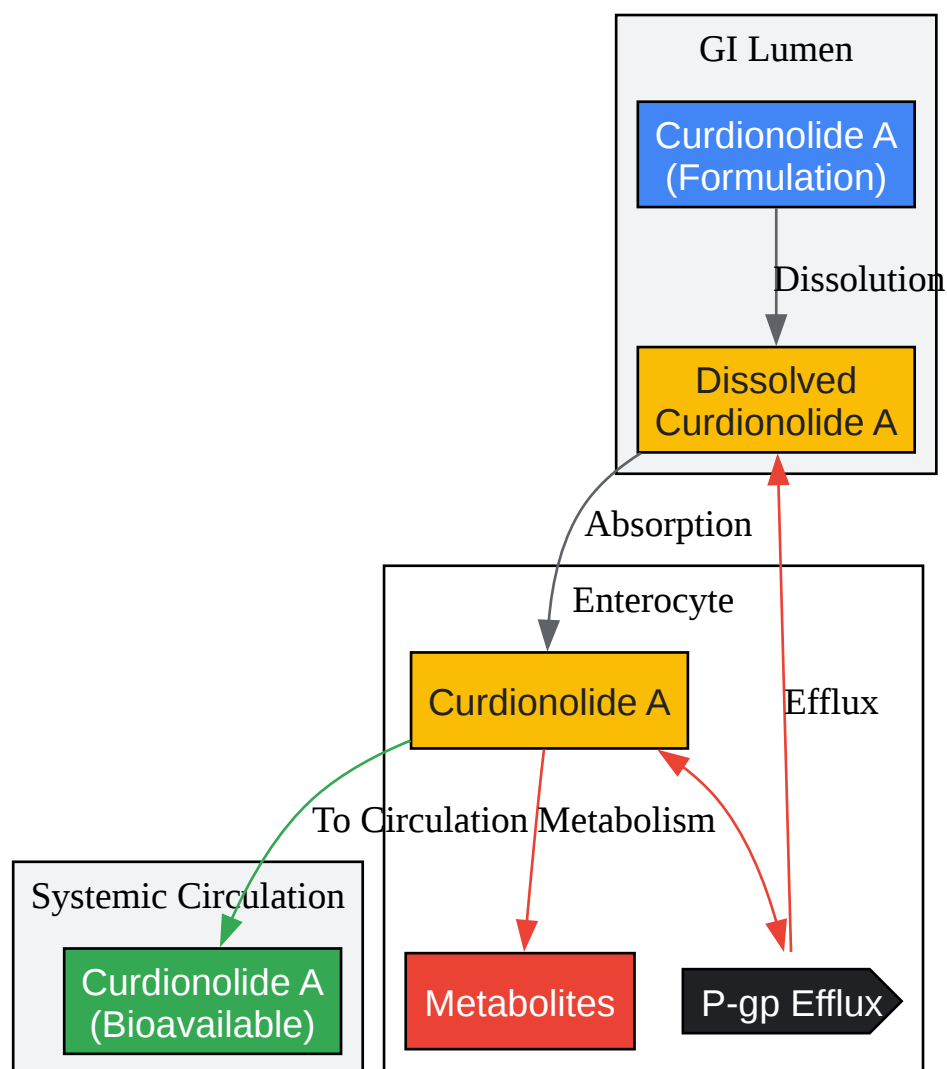 GI Lumen
Curdionolide A
(Formulation)
Dissolution
Dissolved
Curdionolide A
Absorption
Enterocyte
Curdionolide A
Efflux
To Circulation
Metabolism
Systemic Circulation
Curdionolide A
(Bioavailable)
Metabolites
P-gp Efflux